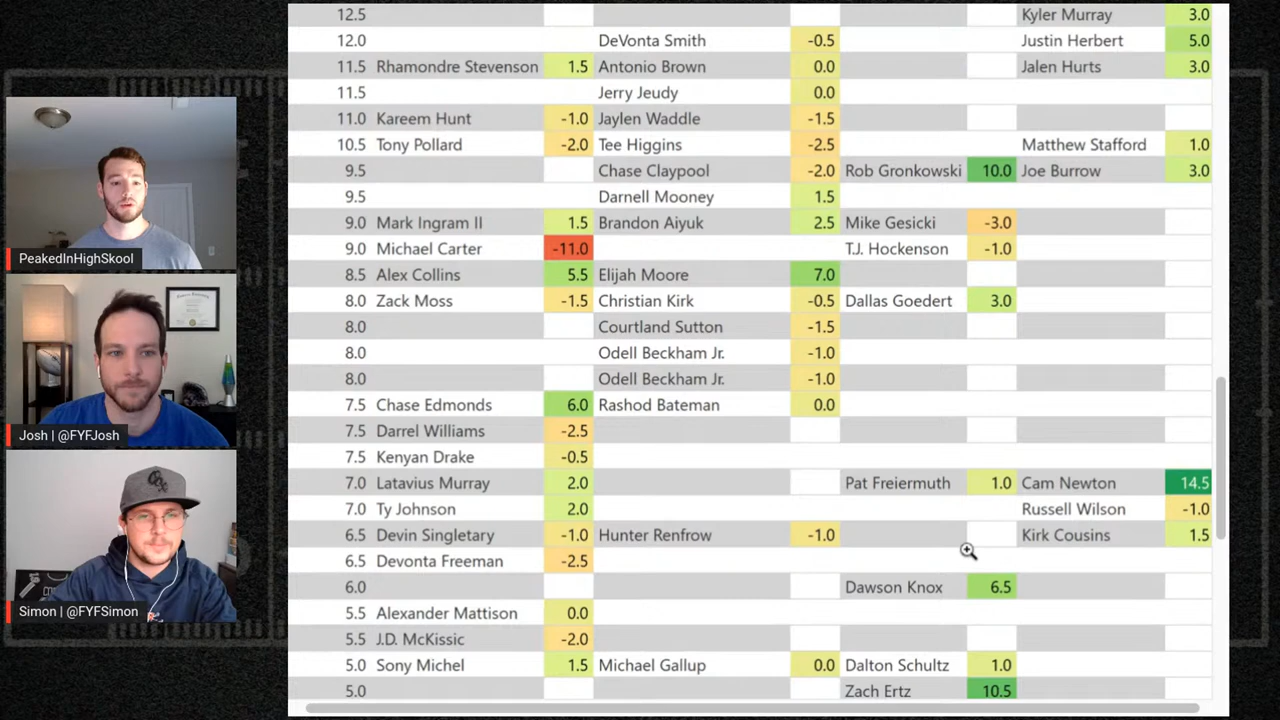 12.5 Kyler Murray 3.0
12.0 DeVonta Smith -0.5 Justin Herbert 5.0
11.5 Rhamondre Stevenson 1.5 Antonio Brown 0.0 Jalen Hurts 3.0
11.5 Jerry Jeudy 0.0
11.0 Kareem Hunt -1.0 Jaylen Waddle -1.5
10.5 Tony Pollard -2.0 Tee Higgins -2.5 Matthew Stafford 1.0
9.5 Chase Claypool -2.0 Rob Gronkowski 10.0 Joe Burrow 3.0
9.5 Darnell Mooney 1.5
9.0 Mark Ingram II 1.5 Brandon Aiyuk 2.5 Mike Gesicki -3.0
9.0 Michael Carter -11.0 T.J. Hockenson -1.0
8.5 Alex Collins 5.5 Elijah Moore 7.0
8.0 Zack Moss -1.5 Christian Kirk -0.5 Dallas Goedert 3.0
8.0 Courtland Sutton -1.5
8.0 Odell Beckham Jr. -1.0
8.0 Odell Beckham Jr. -1.0
7.5 Chase Edmonds 6.0 Rashod Bateman 0.0
7.5 Darrel Williams -2.5
7.5 Kenyan Drake -0.5
7.0 Latavius Murray 2.0 Pat Freiermuth 1.0 Cam Newton 14.5
7.0 Ty Johnson 2.0 Russell Wilson -1.0
6.5 Devin Singletary -1.0 Hunter Renfrow -1.0 Kirk Cousins 1.5
6.5 Devonta Freeman -2.5
6.0 Dawson Knox 6.5
5.5 Alexander Mattison 0.0
5.5 J.D. McKissic -2.0
5.0 Sony Michel 1.5 Michael Gallup 0.0 Dalton Schultz 1.0
5.0 Zach Ertz 10.5
PeakedInHighSkool
Josh | @FYFJosh
Simon | @FYFSimon